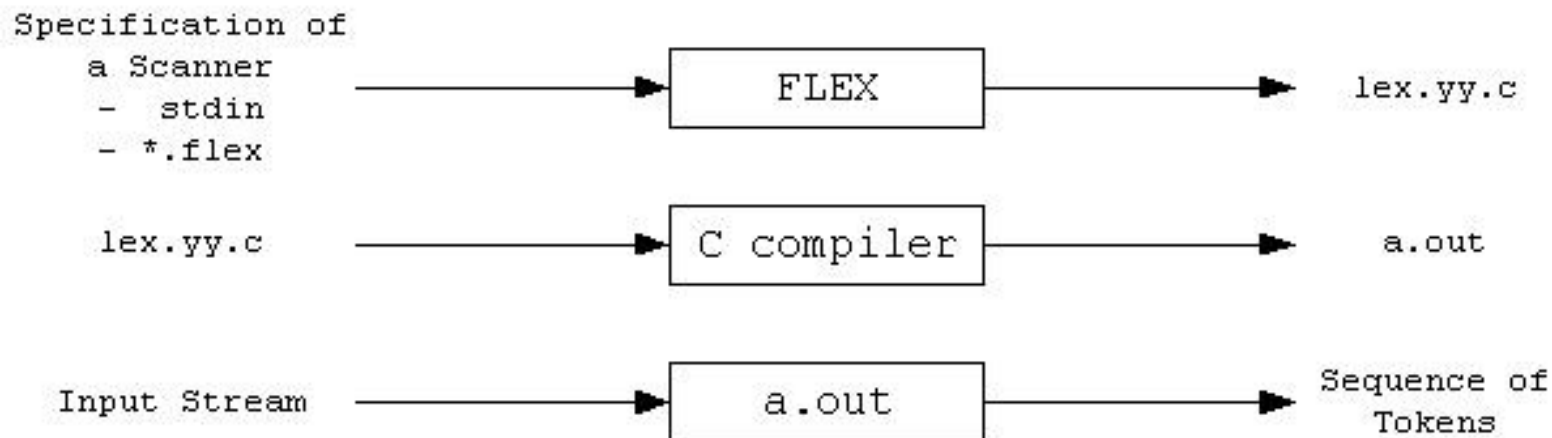 Specification of
a Scanner
- stdin
- *.flex
FLEX
lex.yy.c
lex.yy.c
C compiler
a.out
Input Stream
a.out
Sequence of
Tokens